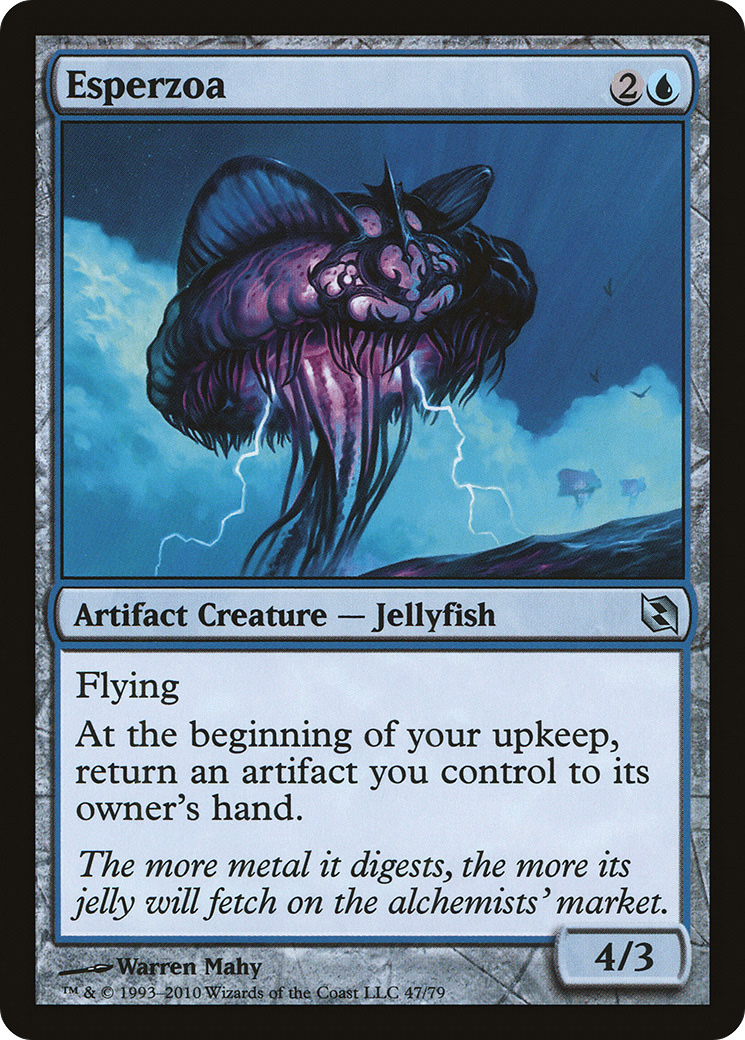 Esperzoa
2
Artifact Creature — Jellyfish
Flying
At the beginning of your upkeep,
return an artifact you control to its
owner's hand.
The more metal it digests, the more its
jelly will fetch on the alchemists' market.
4/3
Warren Mahy
™ & © 1993–2010 Wizards of the Coast LLC 47/79